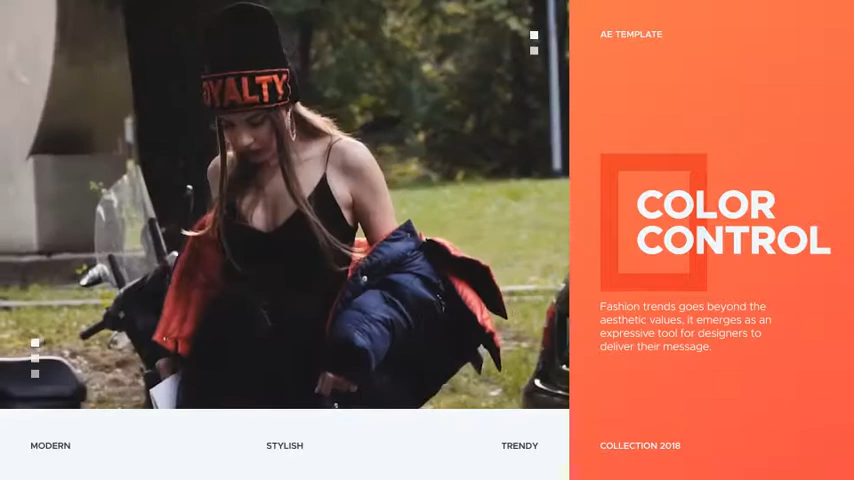 OYALTY
AE TEMPLATE
COLOR
CONTROL
Fashion trends goes beyond the
aesthetic values, it emerges as an
expressive tool for designers to
deliver their message.
MODERN
STYLISH
TRENDY
COLLECTION 2018